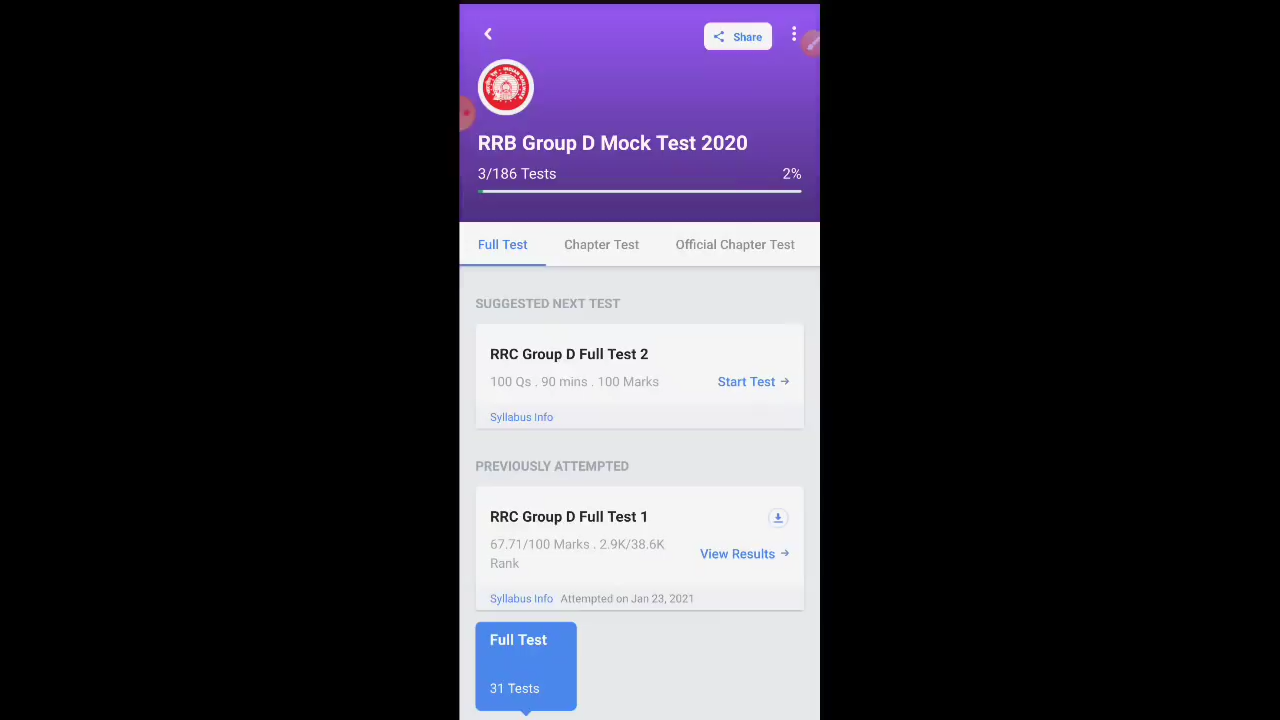 Share
RRB Group D Mock Test 2020
3/186 Tests 2%
Full Test Chapter Test Official Chapter Test
SUGGESTED NEXT TEST
RRC Group D Full Test 2
100 Qs . 90 mins . 100 Marks Start Test
Syllabus Info
PREVIOUSLY ATTEMPTED
RRC Group D Full Test 1
67.71/100 Marks . 2.9K/38.6K
Rank
View Results
Syllabus Info Attempted on Jan 23, 2021
Full Test
31 Tests